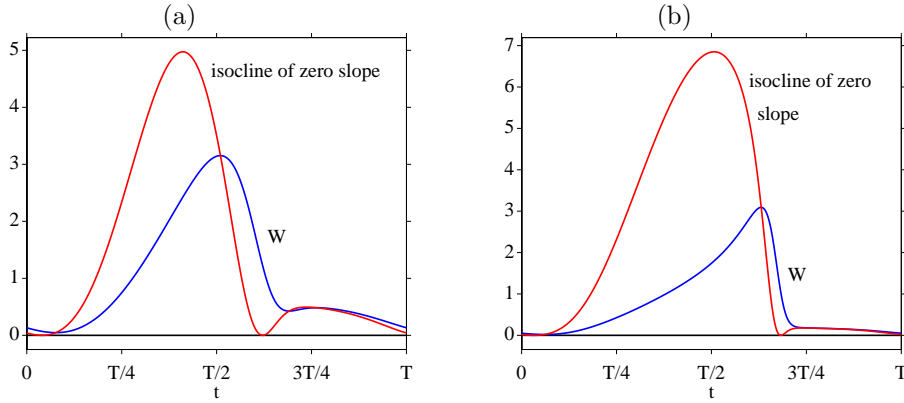 (a)
5
4
3
2
1
0
isocline of zero slope
W
0
T/4
T/2
3T/4
T
t
(b)
7
6
5
4
3
2
1
0
isocline of zero
slope
W
0
T/4
T/2
3T/4
T
t